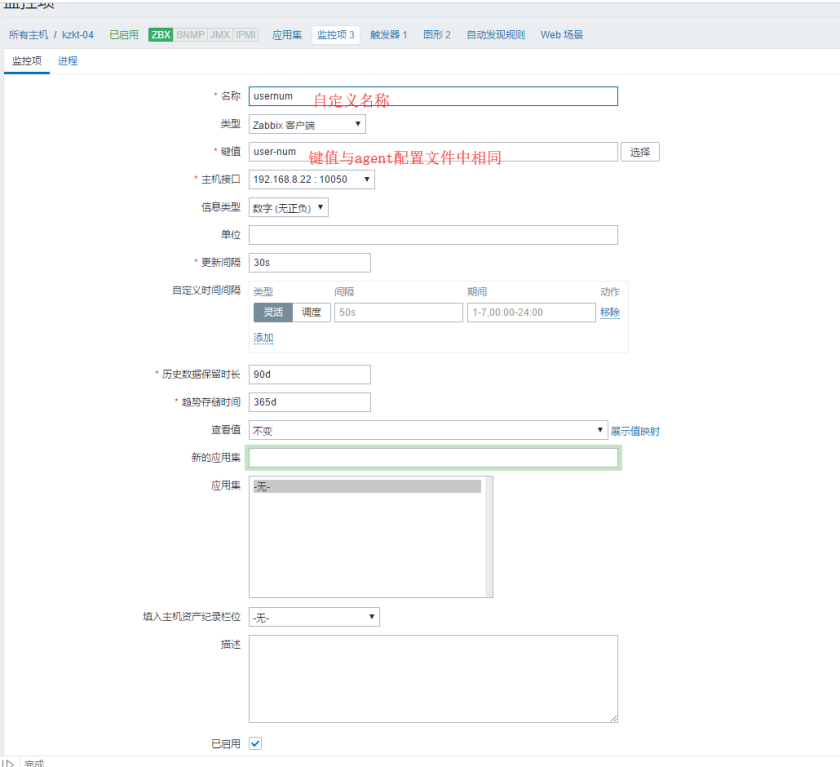 监控项
所有主机 / kzkt-04 已启用 ZBX SNMP JMX IPMI 应用集 监控项 3 触发器 1 图形 2 自动发现规则 Web 场景
监控项 进程
* 名称 usernum 自定义名称
类型 Zabbix 客户端
* 键值 user-num 键值与agent配置文件中相同 选择
* 主机接口 192.168.8.22 : 10050
信息类型 数字 (无正负)
单位
* 更新间隔 30s
自定义时间间隔 类型 间隔 期间 动作
灵活 调度 50s 1-7,00:00-24:00 移除
添加
* 历史数据保留时长 90d
* 趋势存储时间 365d
查看值 不变 展示值映射
新的应用集
应用集 -无-
填入主机资产纪录栏位 -无-
描述
已启用
完成